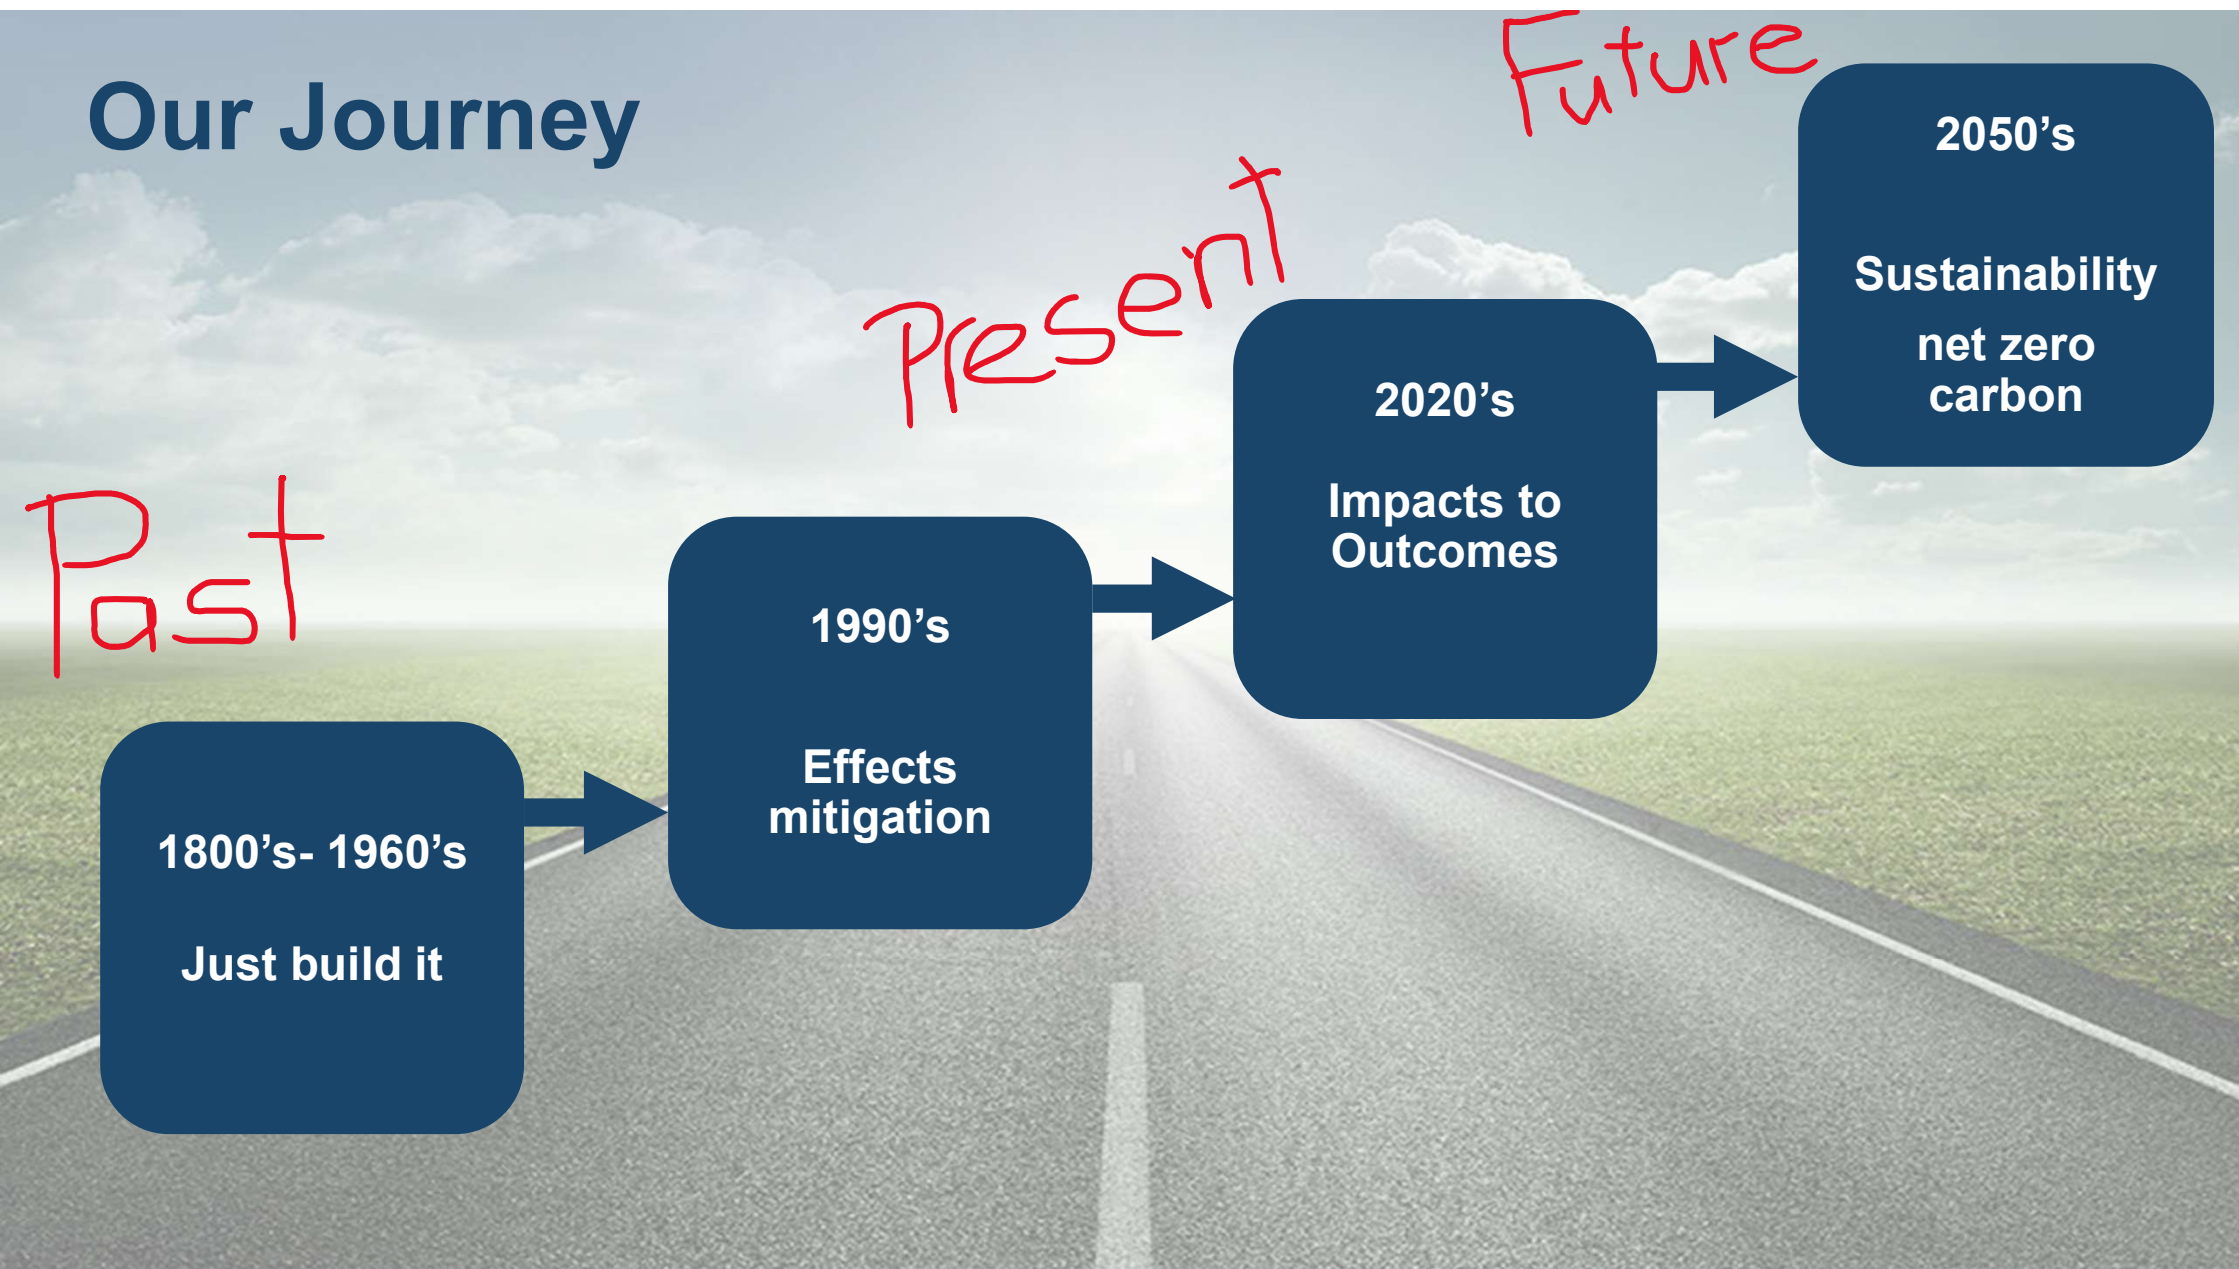 Our Journey
Past
1800's- 1960's
Just build it
1990's
Effects
mitigation
Present
2020's
Impacts to
Outcomes
Future
2050's
Sustainability
net zero
carbon